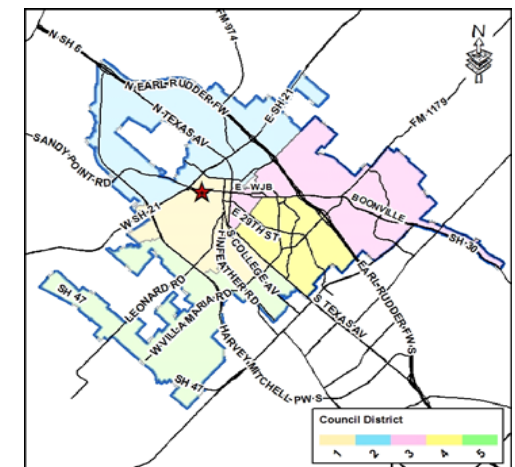 N SH 6
FM-974
N
N EARL-RUDDER-FW
E SH-21
N-TEXAS-AV
FM-1179
SANDY POINT-RD
E - WJB
BOONVILLE
W-SH-21
E 29TH ST
SH-30
S COLLEGE-AV
FINFEATHER-RD
EARL-RUDDER-FW-S
LEONARD-RD
SH 47
W-VILLA MARIA-RD
S TEXAS-AV
HARVEY-MITCHELL-PW-S
SH 47
Council District
1 2 3 4 5